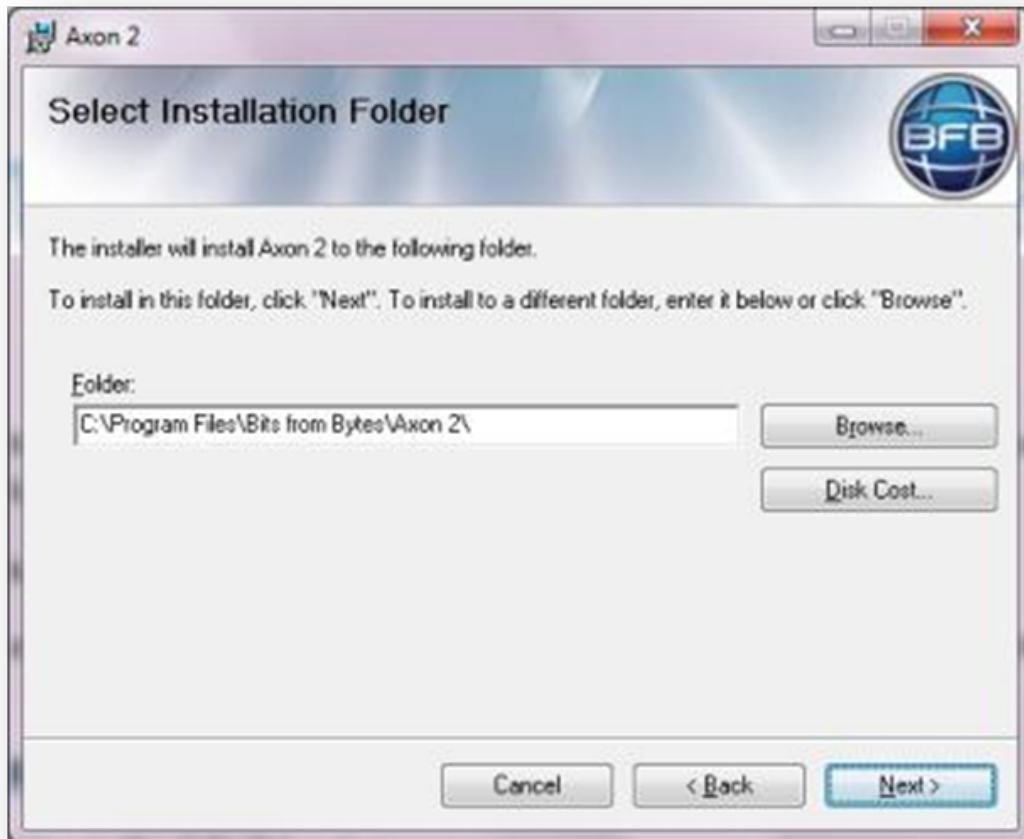 Axon 2
Select Installation Folder
BFB
The installer will install Axon 2 to the following folder.
To install in this folder, click "Next". To install to a different folder, enter it below or click "Browse".
Folder:
C:\Program Files\Bits from Bytes\Axon 2\
Browse...
Disk Cost...
Cancel
< Back
Next >